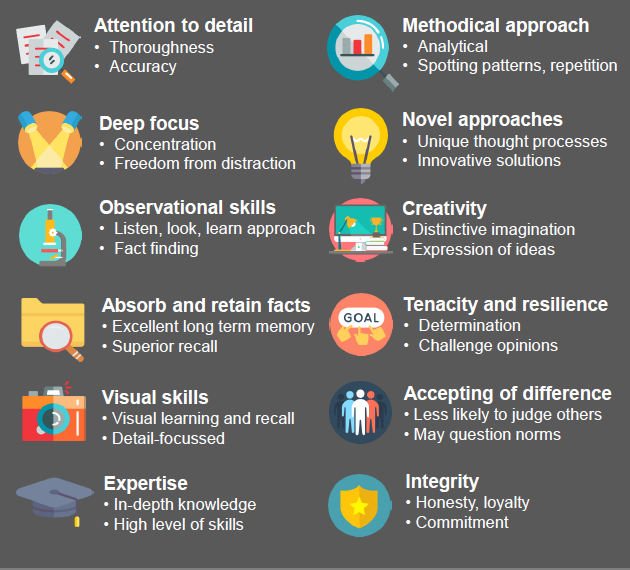 Attention to detail
• Thoroughness
• Accuracy
Methodical approach
• Analytical
• Spotting patterns, repetition
Deep focus
• Concentration
• Freedom from distraction
Novel approaches
• Unique thought processes
• Innovative solutions
Observational skills
• Listen, look, learn approach
• Fact finding
Creativity
• Distinctive imagination
• Expression of ideas
Absorb and retain facts
• Excellent long term memory
• Superior recall
GOAL
Tenacity and resilience
• Determination
• Challenge opinions
Visual skills
• Visual learning and recall
• Detail-focussed
Accepting of difference
• Less likely to judge others
• May question norms
Expertise
• In-depth knowledge
• High level of skills
Integrity
• Honesty, loyalty
• Commitment